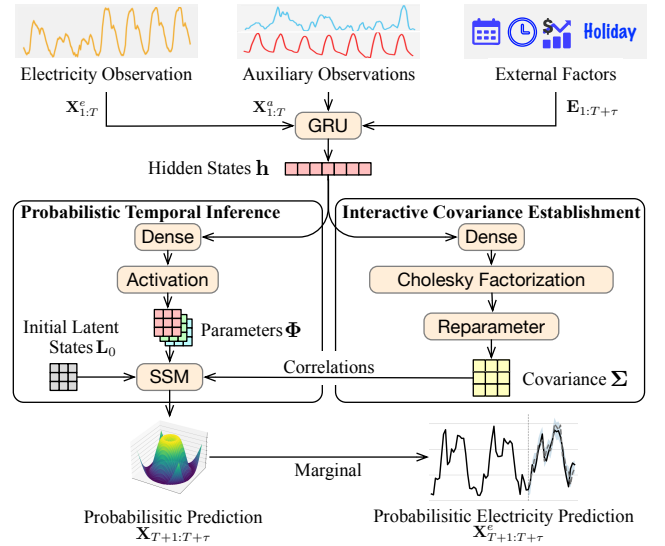 $ Holiday
Electricity Observation
Auxiliary Observations
External Factors
X^e_{1:T}
X^a_{1:T}
E_{1:T+τ}
GRU
Hidden States h
Probabilistic Temporal Inference
Interactive Covariance Establishment
Dense
Dense
Activation
Cholesky Factorization
Initial Latent
States L_0
Parameters Φ
Reparameter
SSM
Correlations
Covariance Σ
Marginal
Probabilisitic Prediction
X_{T+1:T+τ}
Probabilisitic Electricity Prediction
X^e_{T+1:T+τ}